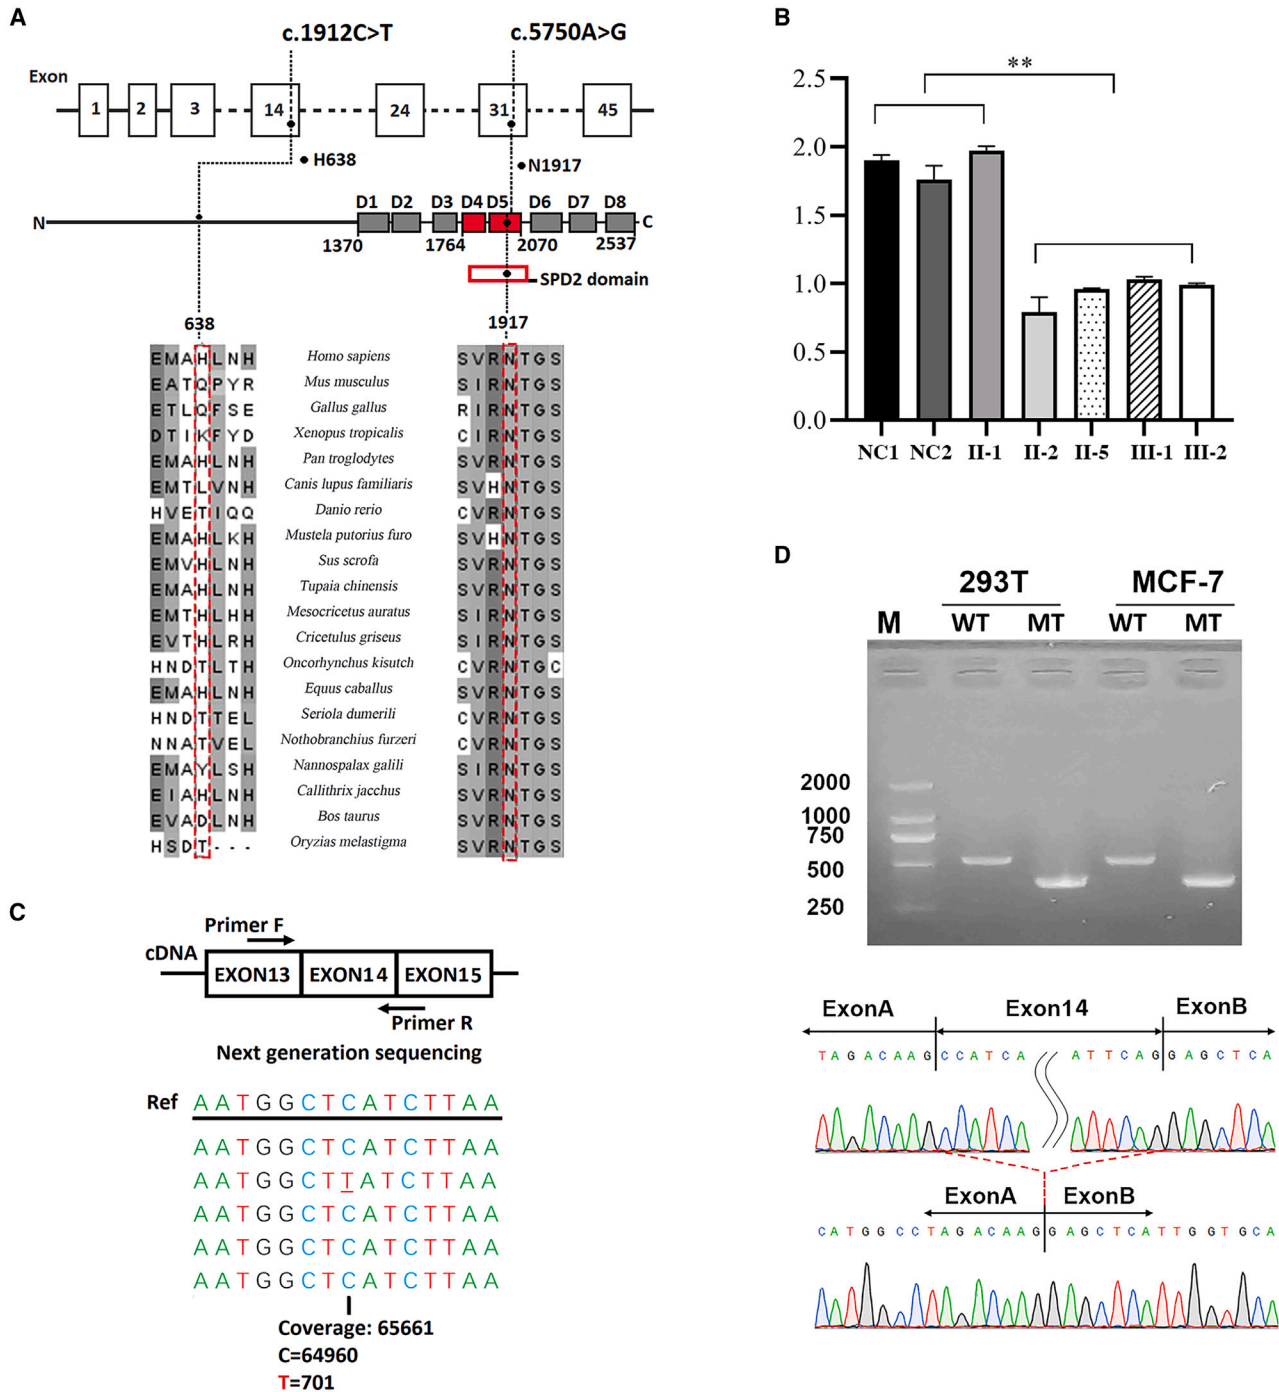 A
c.1912C>T
c.5750A>G
Exon
1 2 3 14 24 31 45
H638
N1917
D1 D2 D3 D4 D5 D6 D7 D8
N
C
1370 1764 2070 2537
SPD2 domain
638
1917
EMAHLNH Homo sapiens SVRNTGS
EATQPYR Mus musculus SIRNTGS
ETLQFSE Gallus gallus RIRNTGS
DTIKFYD Xenopus tropicalis CIRNTGS
EMAHLNH Pan troglodytes SVRNTGS
EMTLVNH Canis lupus familiaris SVHNTGS
HVETIQQ Danio rerio CVRNTGS
EMAHLKH Mustela putorius furo SVHNTGS
EMVHLNH Sus scrofa SVRNTGS
EMAHLNH Tupaia chinensis SVRNTGS
EMTHLHH Mesocricetus auratus SIRNTGS
EVTHLRH Cricetulus griseus SIRNTGS
HNDTLTH Oncorhynchus kisutch CVRNTGC
EMAHLNH Equus caballus SVRNTGS
HNDTTEL Seriola dumerili CVRNTGS
NNATVEL Nothobranchius furzeri CVRNTGS
EMAYLSH Nannospalax galili SIRNTGS
EIAHLNH Callithrix jacchus SVRNTGS
EVADLNH Bos taurus SVRNTGS
HSDT--- Oryzias melastigma SVRNTGS
B
**
2.5
2.0
1.5
1.0
0.5
0.0
NC1 NC2 II-1 II-2 II-5 III-1 III-2
C
Primer F
cDNA
EXON13 EXON14 EXON15
Primer R
Next generation sequencing
Ref AATGGCTCATCTTAA
AATGGCTCATCTTAA
AATGGCTTATCTTAA
AATGGCTCATCTTAA
AATGGCTCATCTTAA
AATGGCTCATCTTAA
Coverage: 65661
C=64960
T=701
D
293T MCF-7
M WT MT WT MT
2000
1000
750
500
250
ExonA Exon14 ExonB
TAGACAAGCCATCA ATTCAGGAGCTCA
ExonA ExonB
CATGGCCTAGACAAGGAGCTCATTGGTGCA